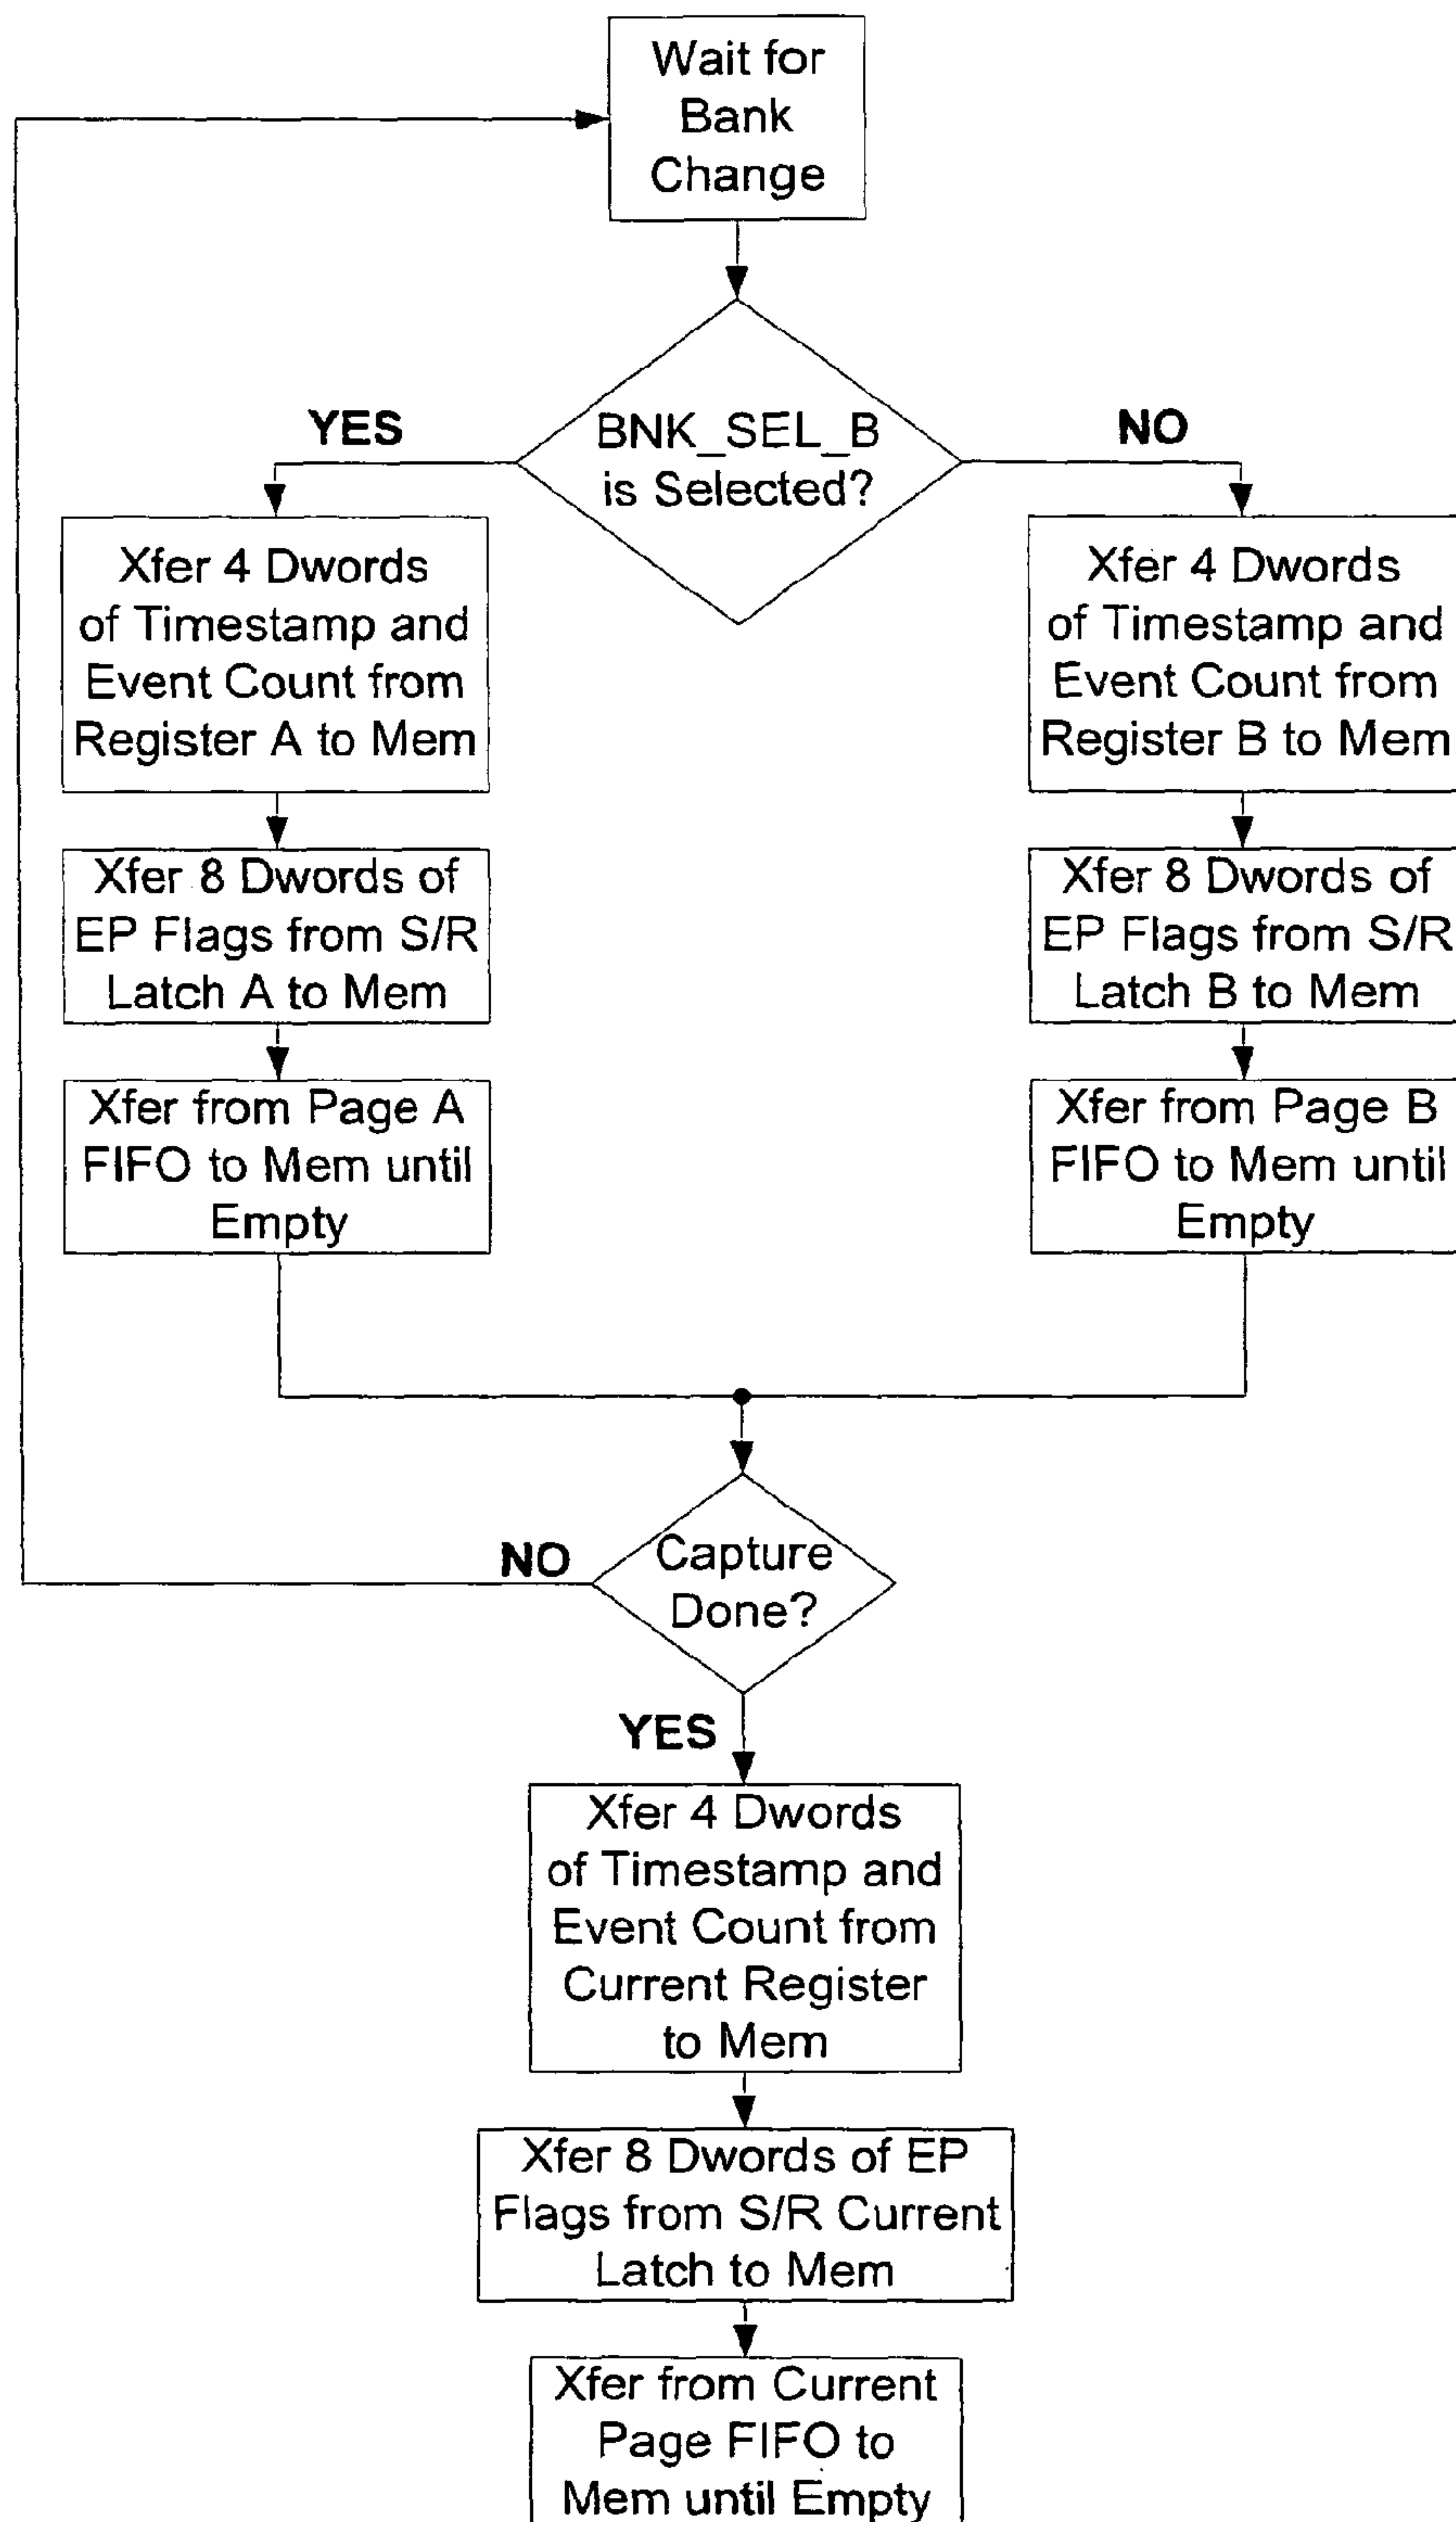 Wait for
Bank
Change
BNK_SEL_B
is Selected?
YES
NO
Xfer 4 Dwords
of Timestamp and
Event Count from
Register A to Mem
Xfer 8 Dwords of
EP Flags from S/R
Latch A to Mem
Xfer from Page A
FIFO to Mem until
Empty
Xfer 4 Dwords
of Timestamp and
Event Count from
Register B to Mem
Xfer 8 Dwords of
EP Flags from S/R
Latch B to Mem
Xfer from Page B
FIFO to Mem until
Empty
Capture
Done?
NO
YES
Xfer 4 Dwords
of Timestamp and
Event Count from
Current Register
to Mem
Xfer 8 Dwords of EP
Flags from S/R Current
Latch to Mem
Xfer from Current
Page FIFO to
Mem until Empty